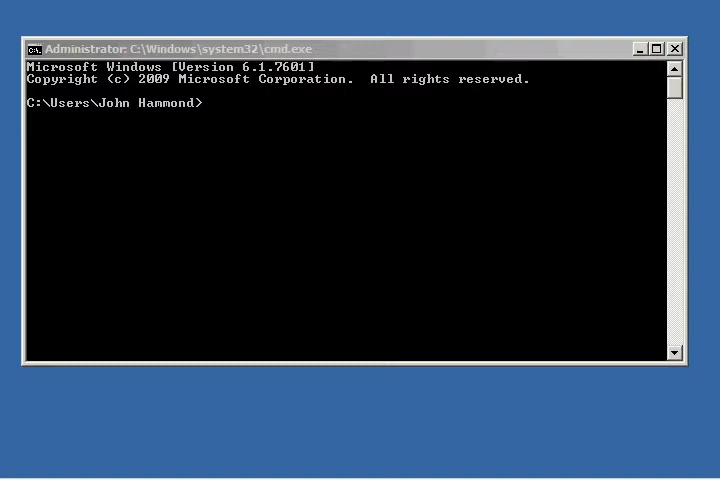 Administrator: C:\Windows\system32\cmd.exe
Microsoft Windows [Version 6.1.7601]
Copyright (c) 2009 Microsoft Corporation.  All rights reserved.
C:\Users\John Hammond>